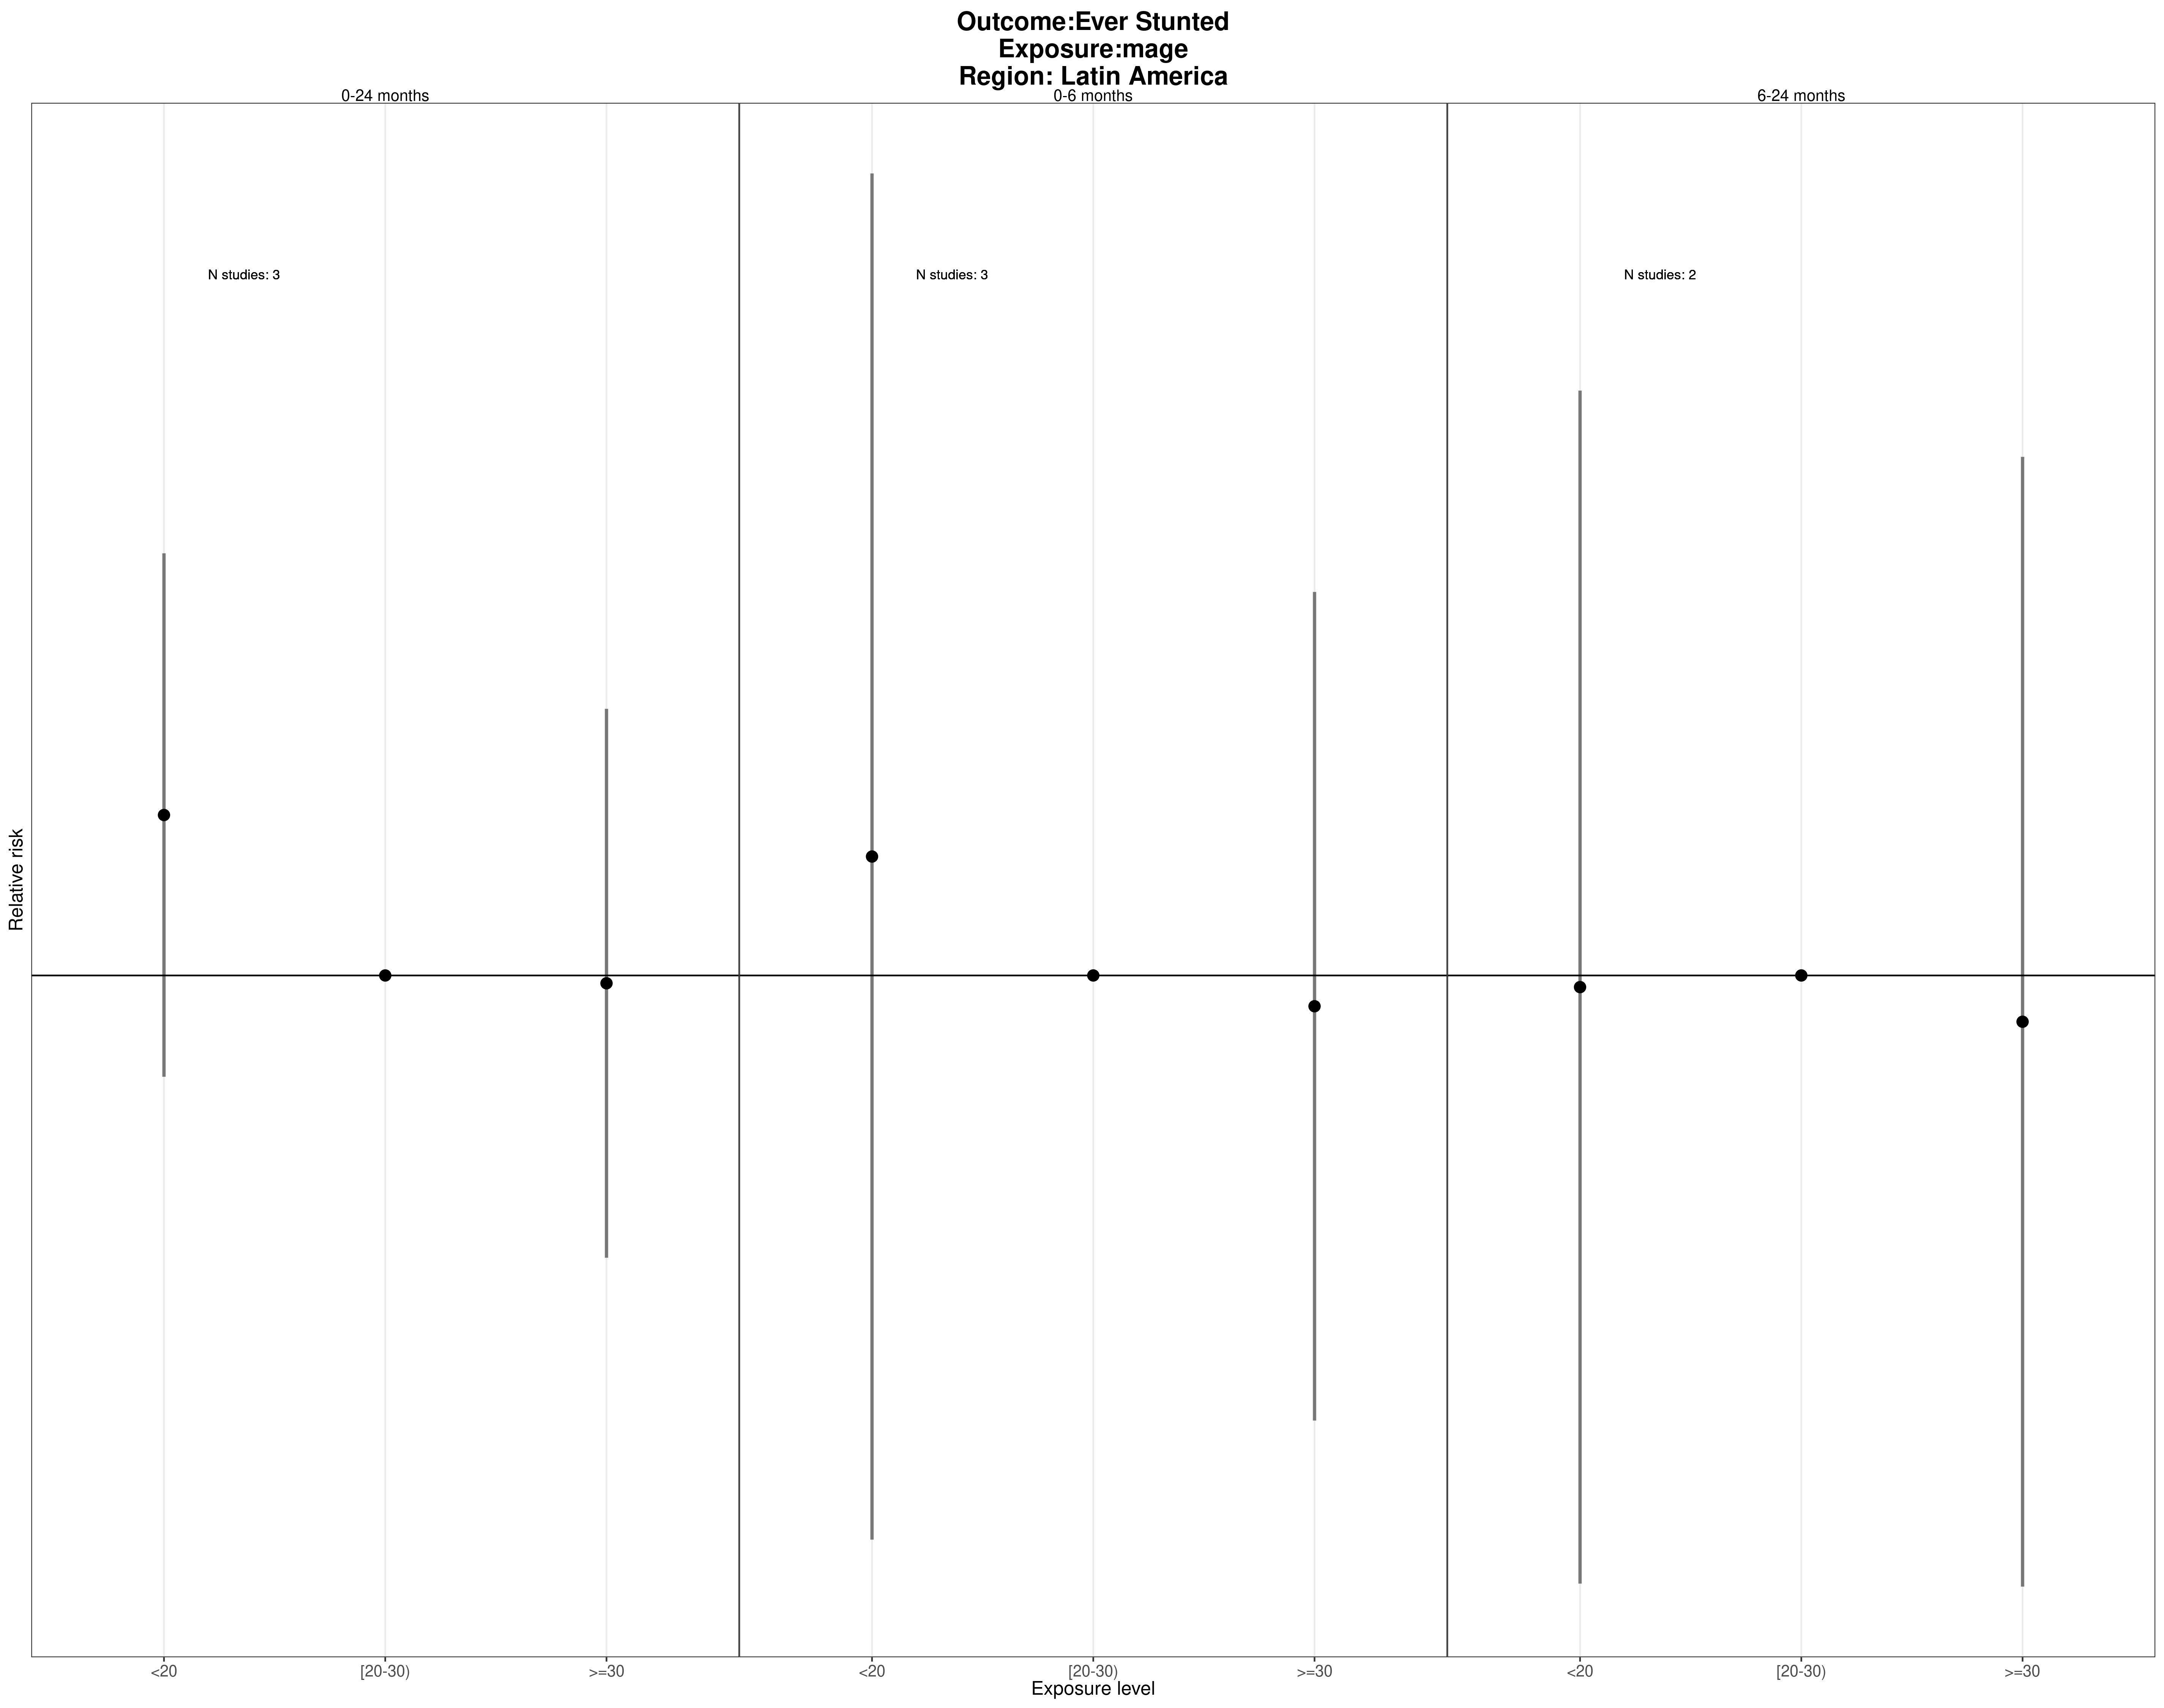 Outcome:Ever Stunted
Exposure:mage
Region: Latin America
0-24 months
0-6 months
6-24 months
N studies: 3
N studies: 3
N studies: 2
Relative risk
<20
[20-30)
>=30
<20
[20-30)
>=30
<20
[20-30)
>=30
Exposure level